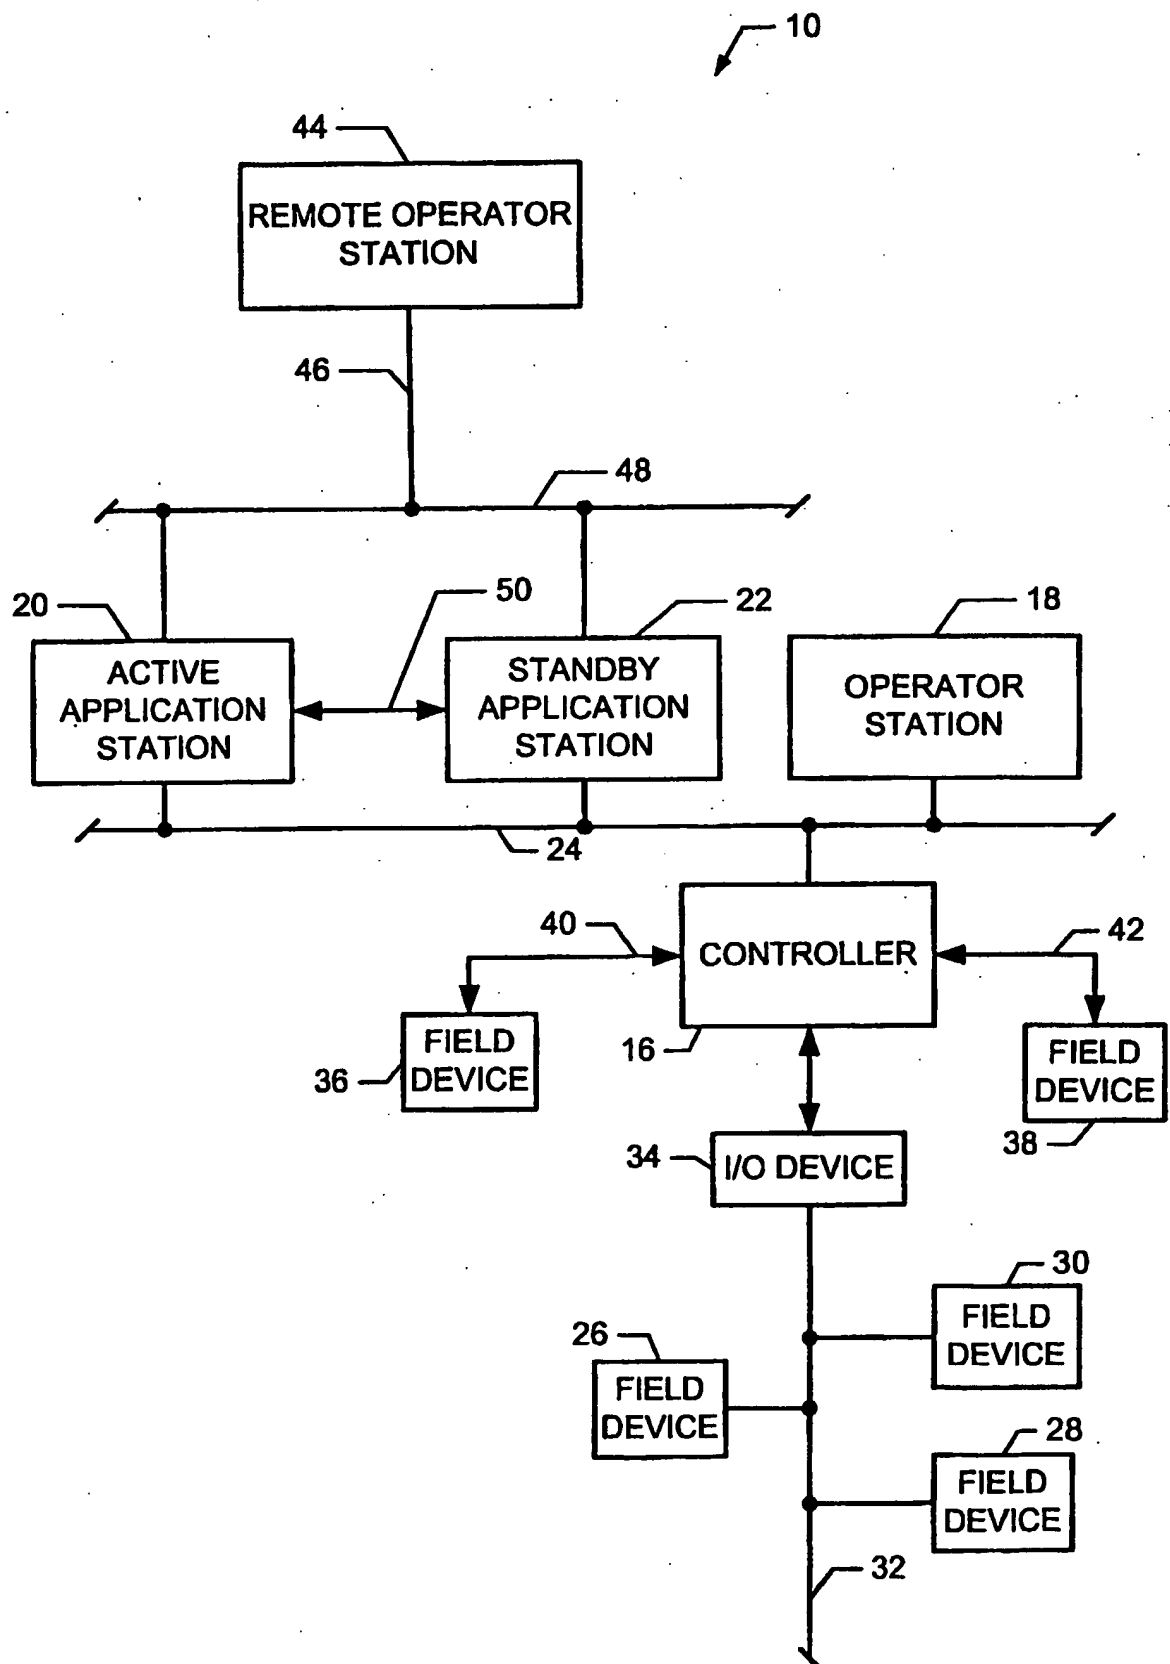 10
44
REMOTE OPERATOR
STATION
46
48
20
50
22
18
ACTIVE
APPLICATION
STATION
STANDBY
APPLICATION
STATION
OPERATOR
STATION
24
40
CONTROLLER
42
16
36
FIELD
DEVICE
FIELD
DEVICE
38
34
I/O DEVICE
30
FIELD
DEVICE
26
FIELD
DEVICE
28
FIELD
DEVICE
32